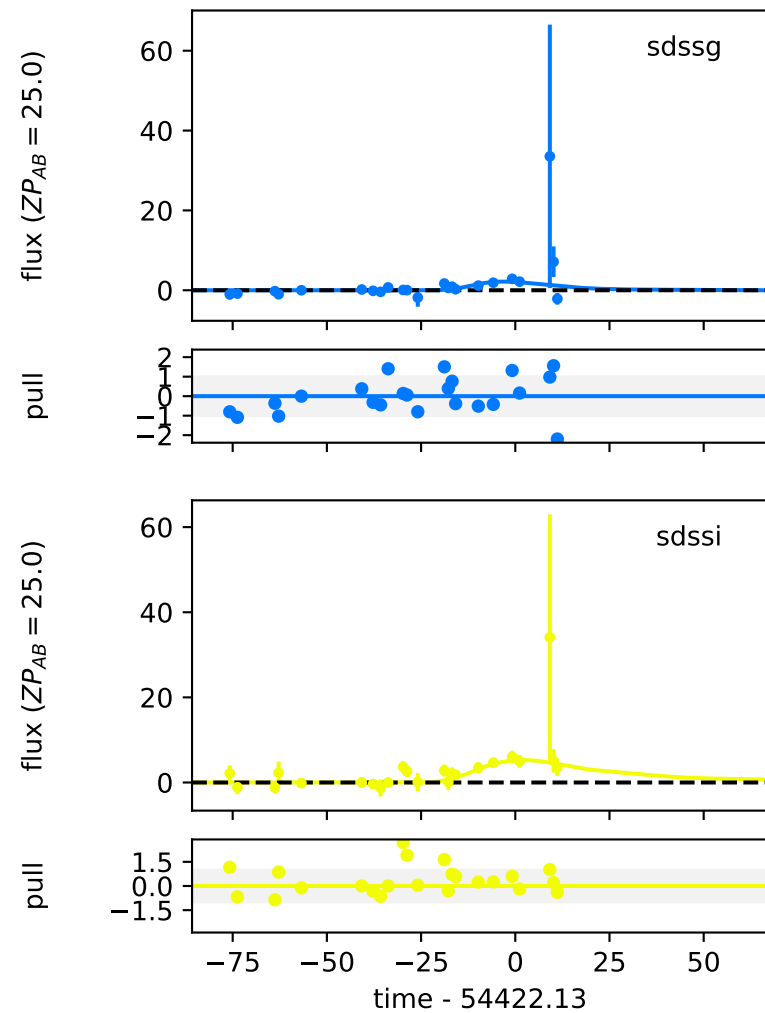 sdssg
flux (ZP_AB = 25.0)
60
40
20
0
pull
2
1
0
−1
−2
sdssi
flux (ZP_AB = 25.0)
60
40
20
0
pull
1.5
0.0
−1.5
−75 −50 −25 0 25 50
time - 54422.13